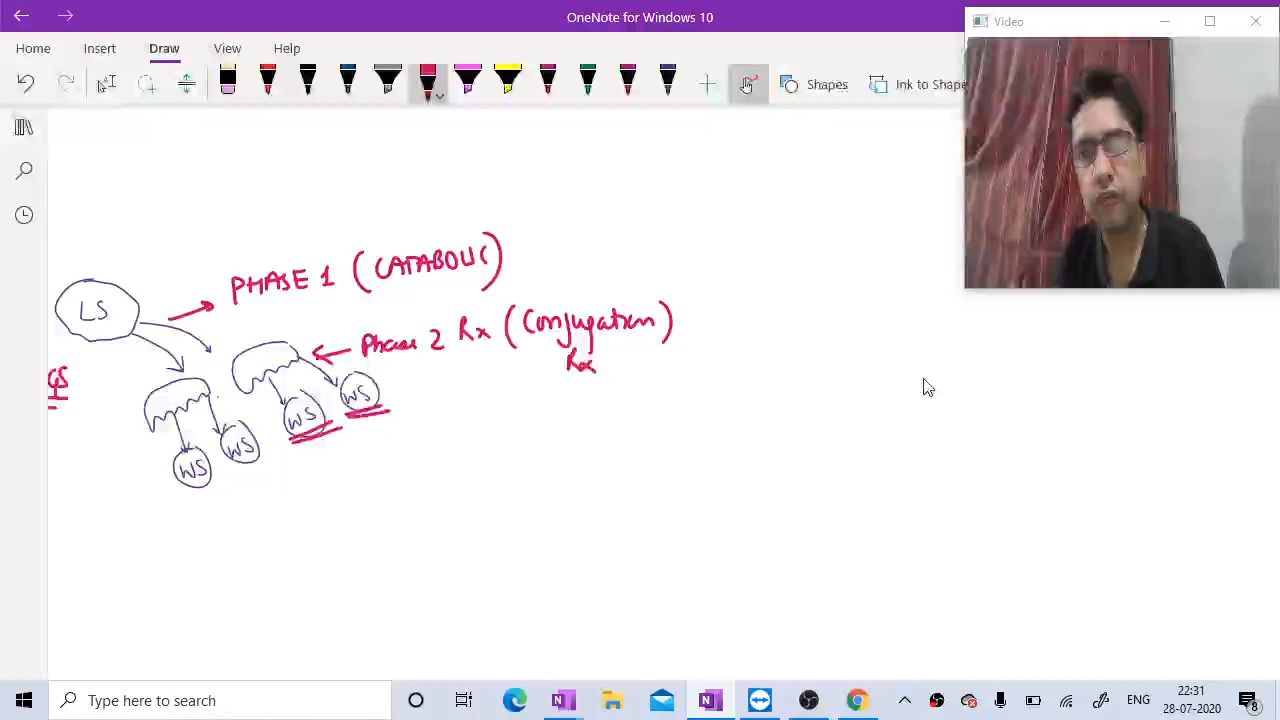 OneNote for Windows 10
Video
Home Insert Draw View Help
Shapes Ink to Shape
PHASE 1 (CATABOLIC)
LS
Phase 2 Rx (Conjugation)
Rx
WS
WS
WS
WS
Type here to search
ENG
22:31
28-07-2020
8